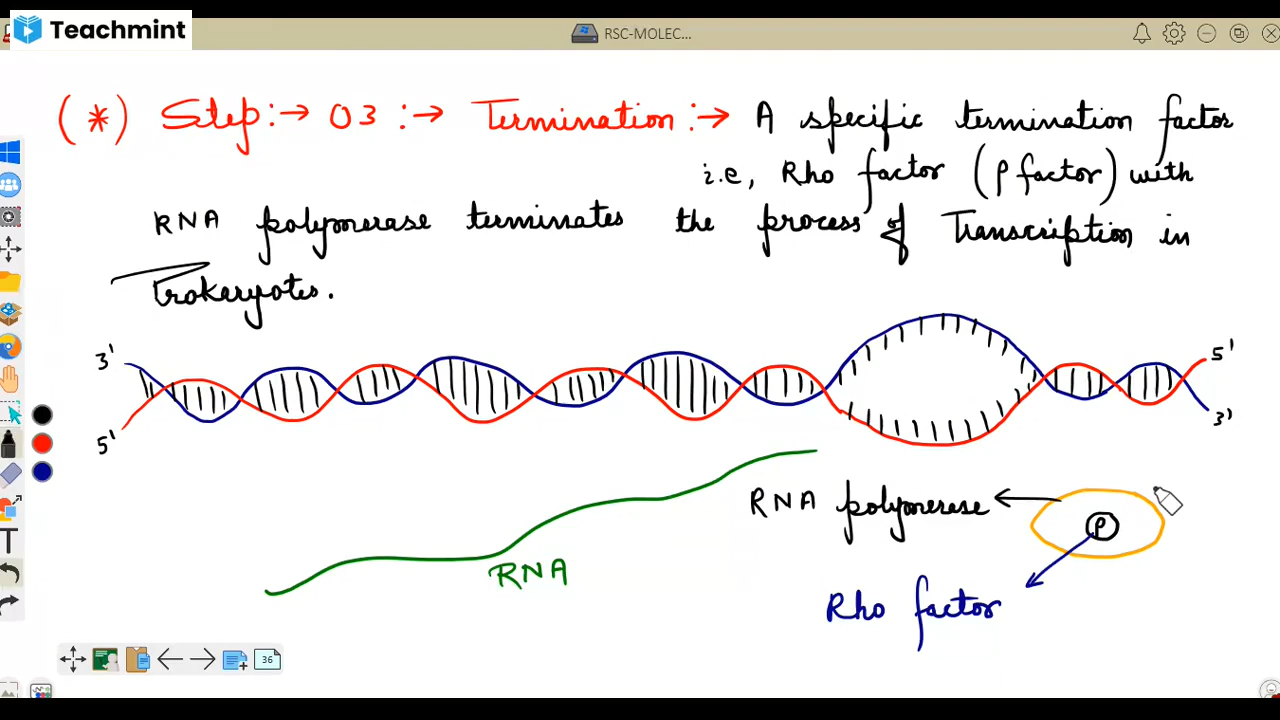 Teachmint
RSC-MOLEC...
(*) Step:→ 03 :→ Termination:→ A specific termination factor
i.e, Rho factor (ρ factor) with
RNA polymerase terminates the process of Transcription in
Prokaryotes.
3'
5'
5'
3'
RNA polymerase
ρ
RNA
Rho factor
T
36